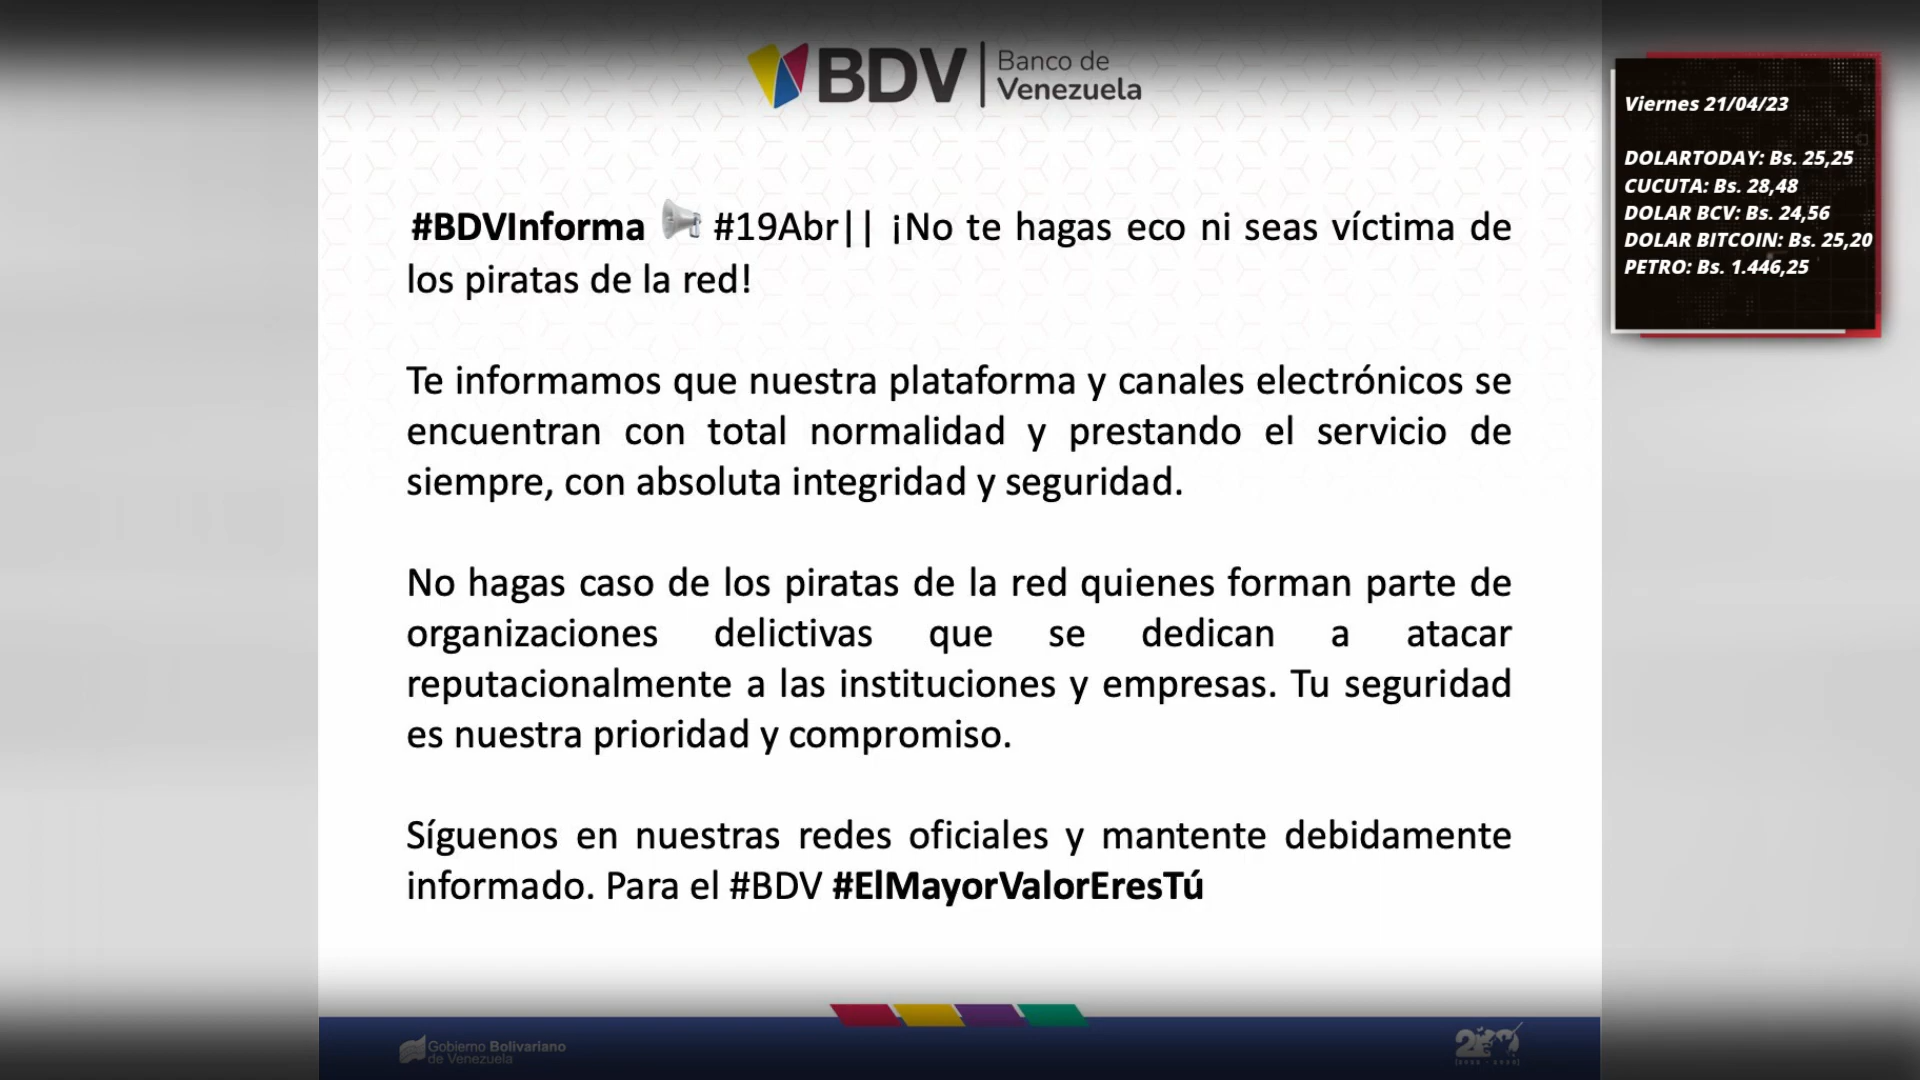 BDV
Banco de
Venezuela
Viernes 21/04/23
DOLARTODAY: Bs. 25,25
CUCUTA: Bs. 28,48
DOLAR BCV: Bs. 24,56
DOLAR BITCOIN: Bs. 25,20
PETRO: Bs. 1.446,25
#BDVInforma 📢 #19Abr|| ¡No te hagas eco ni seas víctima de
los piratas de la red!
Te informamos que nuestra plataforma y canales electrónicos se
encuentran con total normalidad y prestando el servicio de
siempre, con absoluta integridad y seguridad.
No hagas caso de los piratas de la red quienes forman parte de
organizaciones delictivas que se dedican a atacar
reputacionalmente a las instituciones y empresas. Tu seguridad
es nuestra prioridad y compromiso.
Síguenos en nuestras redes oficiales y mantente debidamente
informado. Para el #BDV #ElMayorValorEresTú
Gobierno Bolivariano
de Venezuela